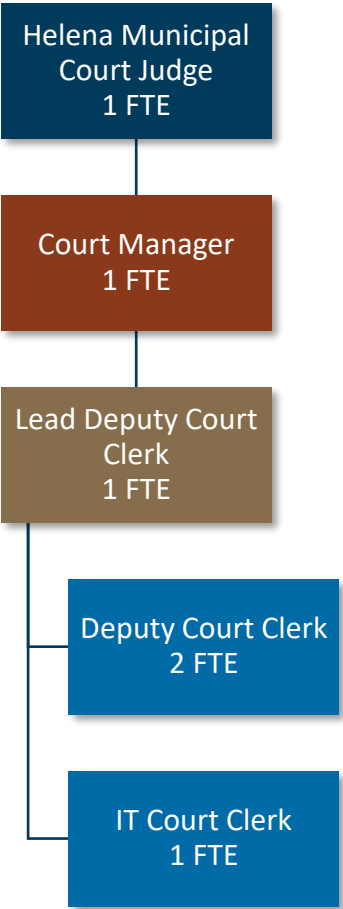 Helena Municipal
Court Judge
1 FTE
Court Manager
1 FTE
Lead Deputy Court
Clerk
1 FTE
Deputy Court Clerk
2 FTE
IT Court Clerk
1 FTE